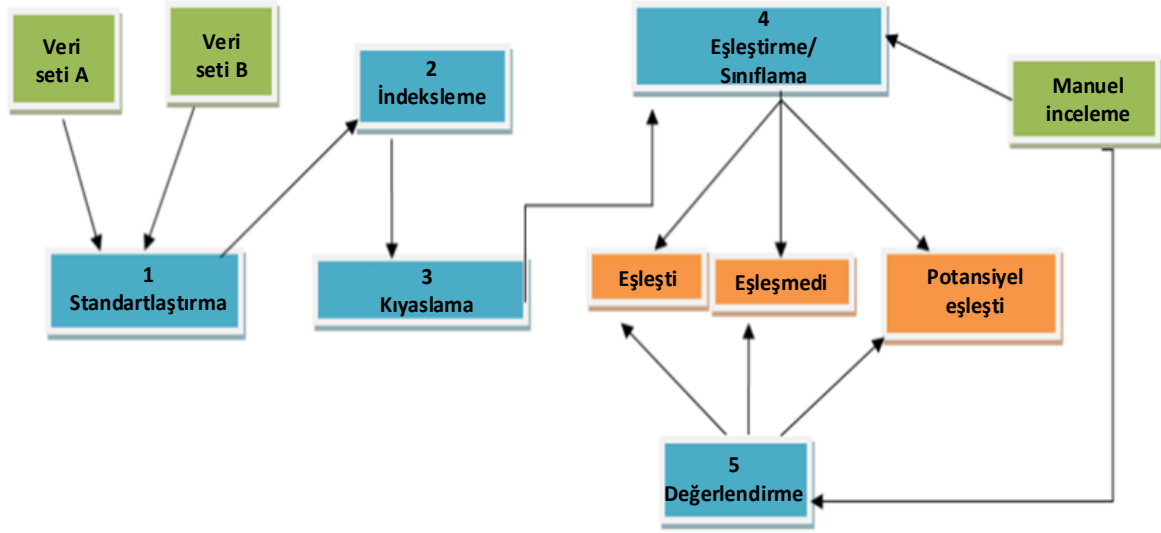 Veri
seti A
Veri
seti B
2
İndeksleme
4
Eşleştirme/
Sınıflama
Manuel
inceleme
1
Standartlaştırma
3
Kıyaslama
Eşleşti
Eşleşmedi
Potansiyel
eşleşti
5
Değerlendirme